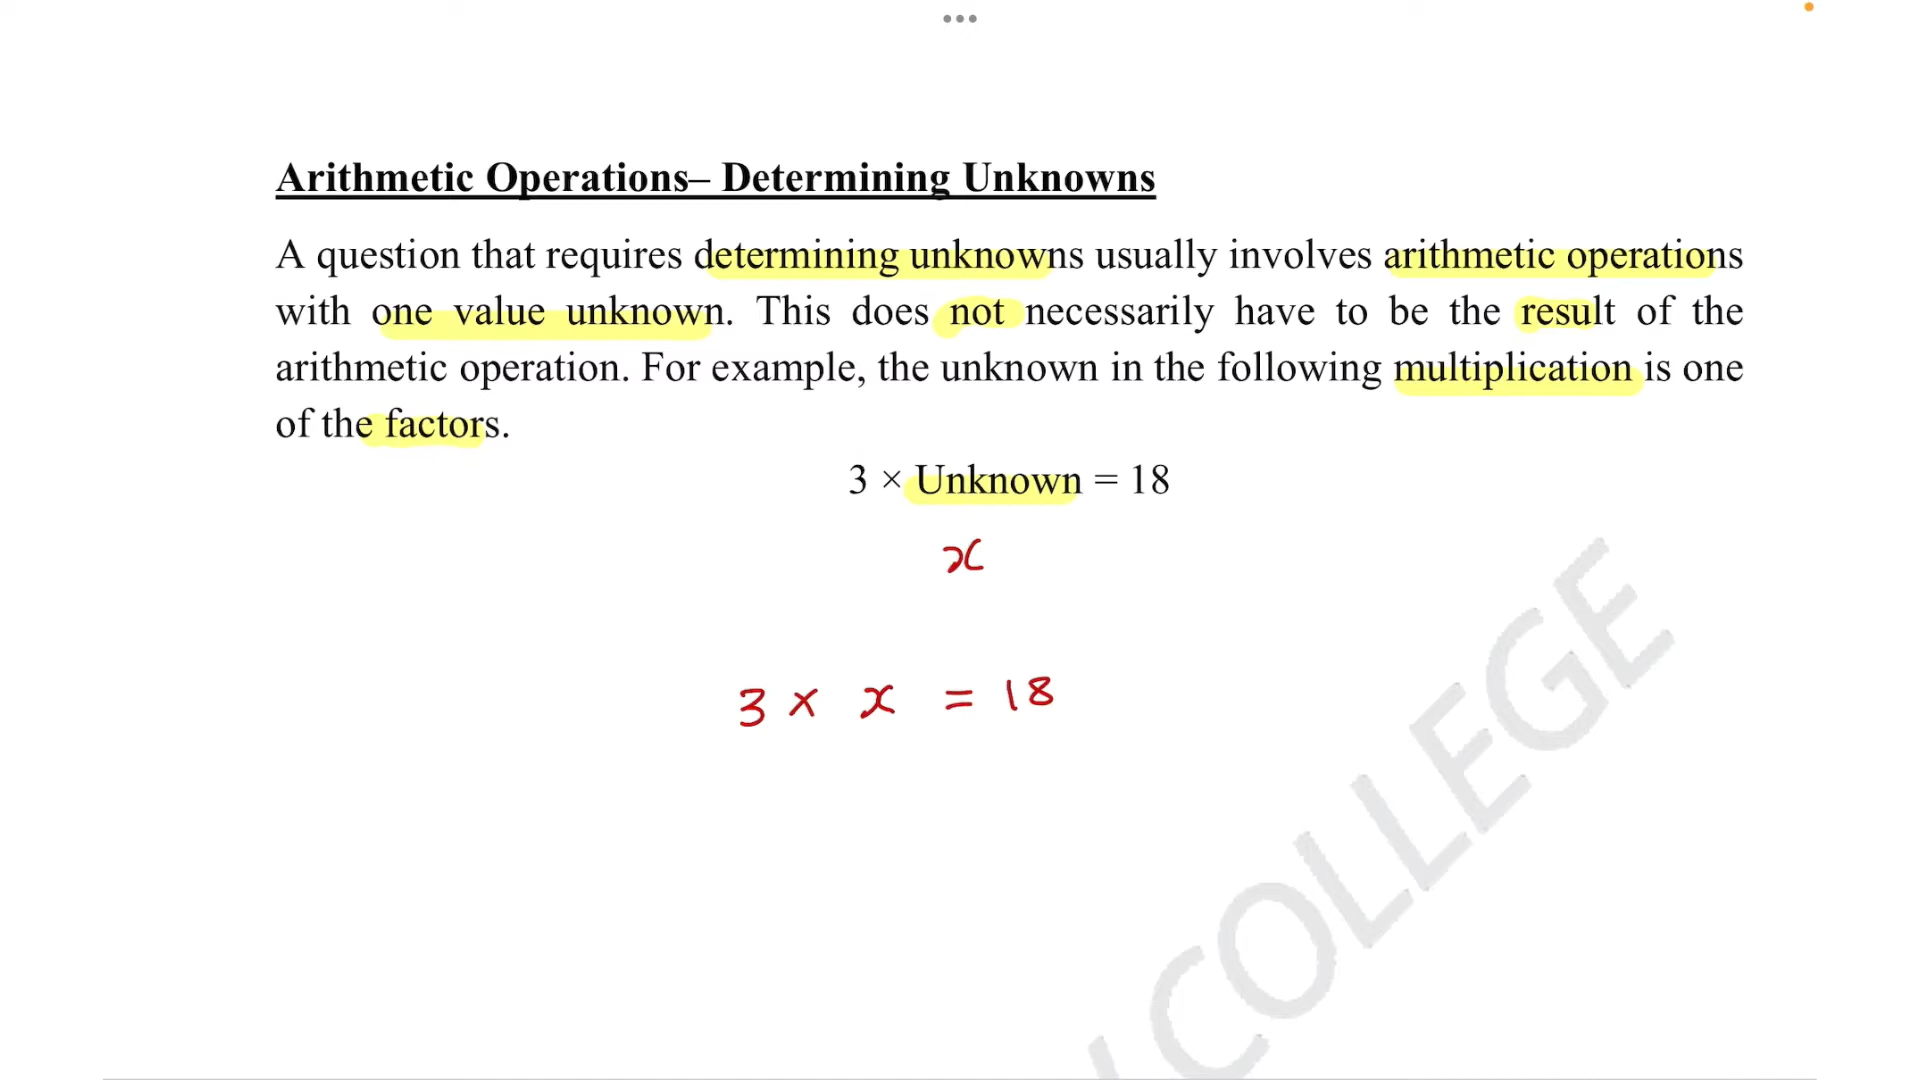 Arithmetic Operations– Determining Unknowns
A question that requires determining unknowns usually involves arithmetic operations
with one value unknown. This does not necessarily have to be the result of the
arithmetic operation. For example, the unknown in the following multiplication is one
of the factors.
3 × Unknown = 18
x
3 × x = 18
COLLEGE